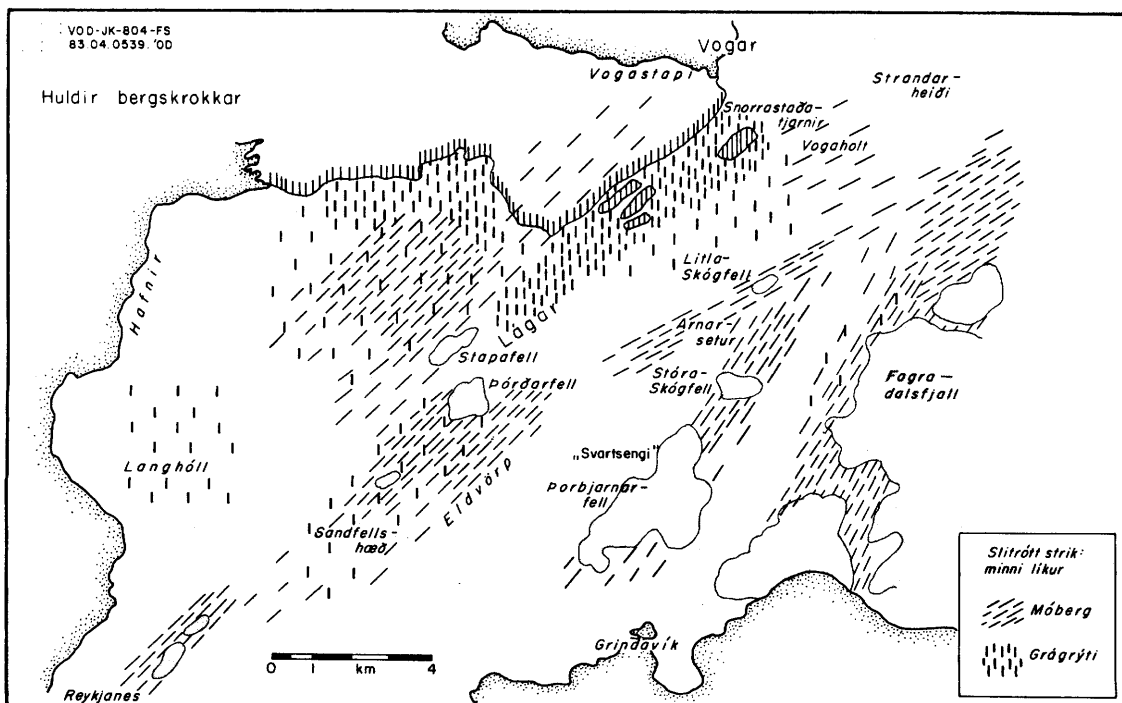 VOD-JK-804-FS
83.04.0539.'OD
Huldir bergskrokkar
Vogar
Vogastapi
Strandar-
heiði
Snorrastaða-
tjarnir
Vogaholt
Hafnir
Litla-
Skógfell
Lágar
Arnar-
setur
Stapafell
Stóra-
Skógfell
Þórðarfell
Fagra-
dalsfjall
Langhóll
„Svartsengi"
Þorbjarnar-
fell
Eldvörp
Sandfells-
hæð
Slitrótt strik:
minni líkur
Móberg
Grágrýti
0 1 4
km
Grindavík
Reykjanes